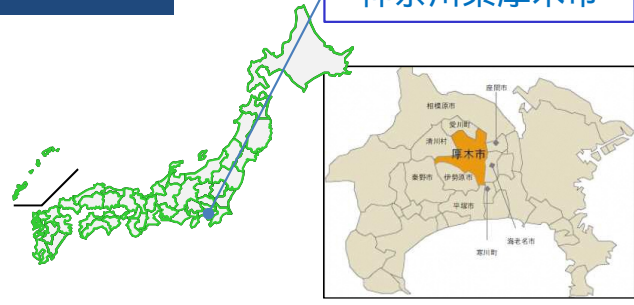 神奈川県厚木市
座間市
相模原市
愛川町
清川村
厚木市
秦野市
伊勢原市
平塚市
海老名市
寒川町